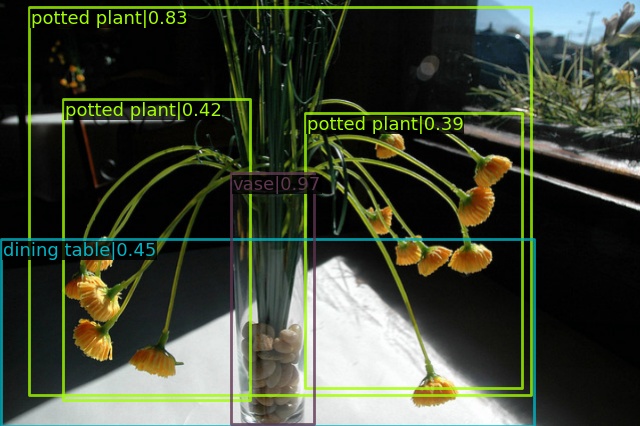 potted plant|0.83
potted plant|0.42
potted plant|0.39
vase|0.97
dining table|0.45